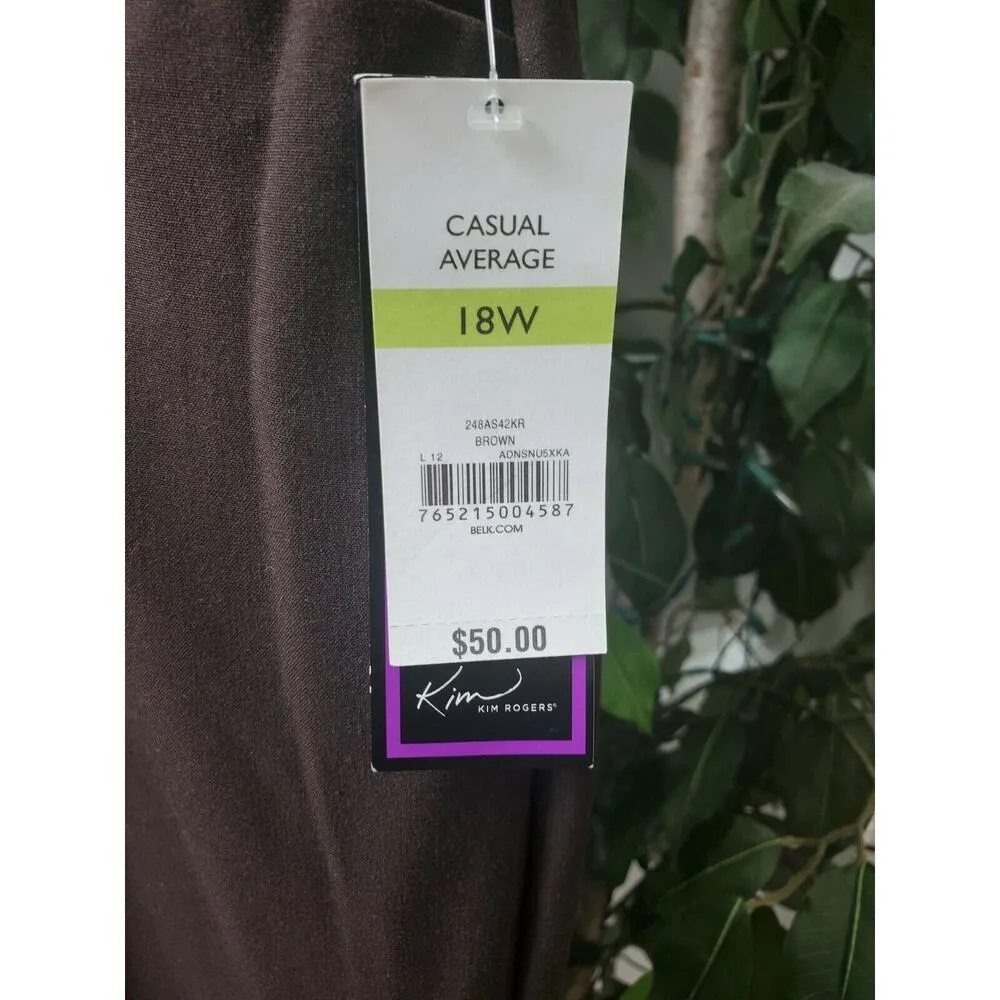 CASUAL
AVERAGE
18W
248AS42KR
BROWN
L 12 ADNSNU5XKA
765215004587
BELK.COM
$50.00
Kim
KIM ROGERS®